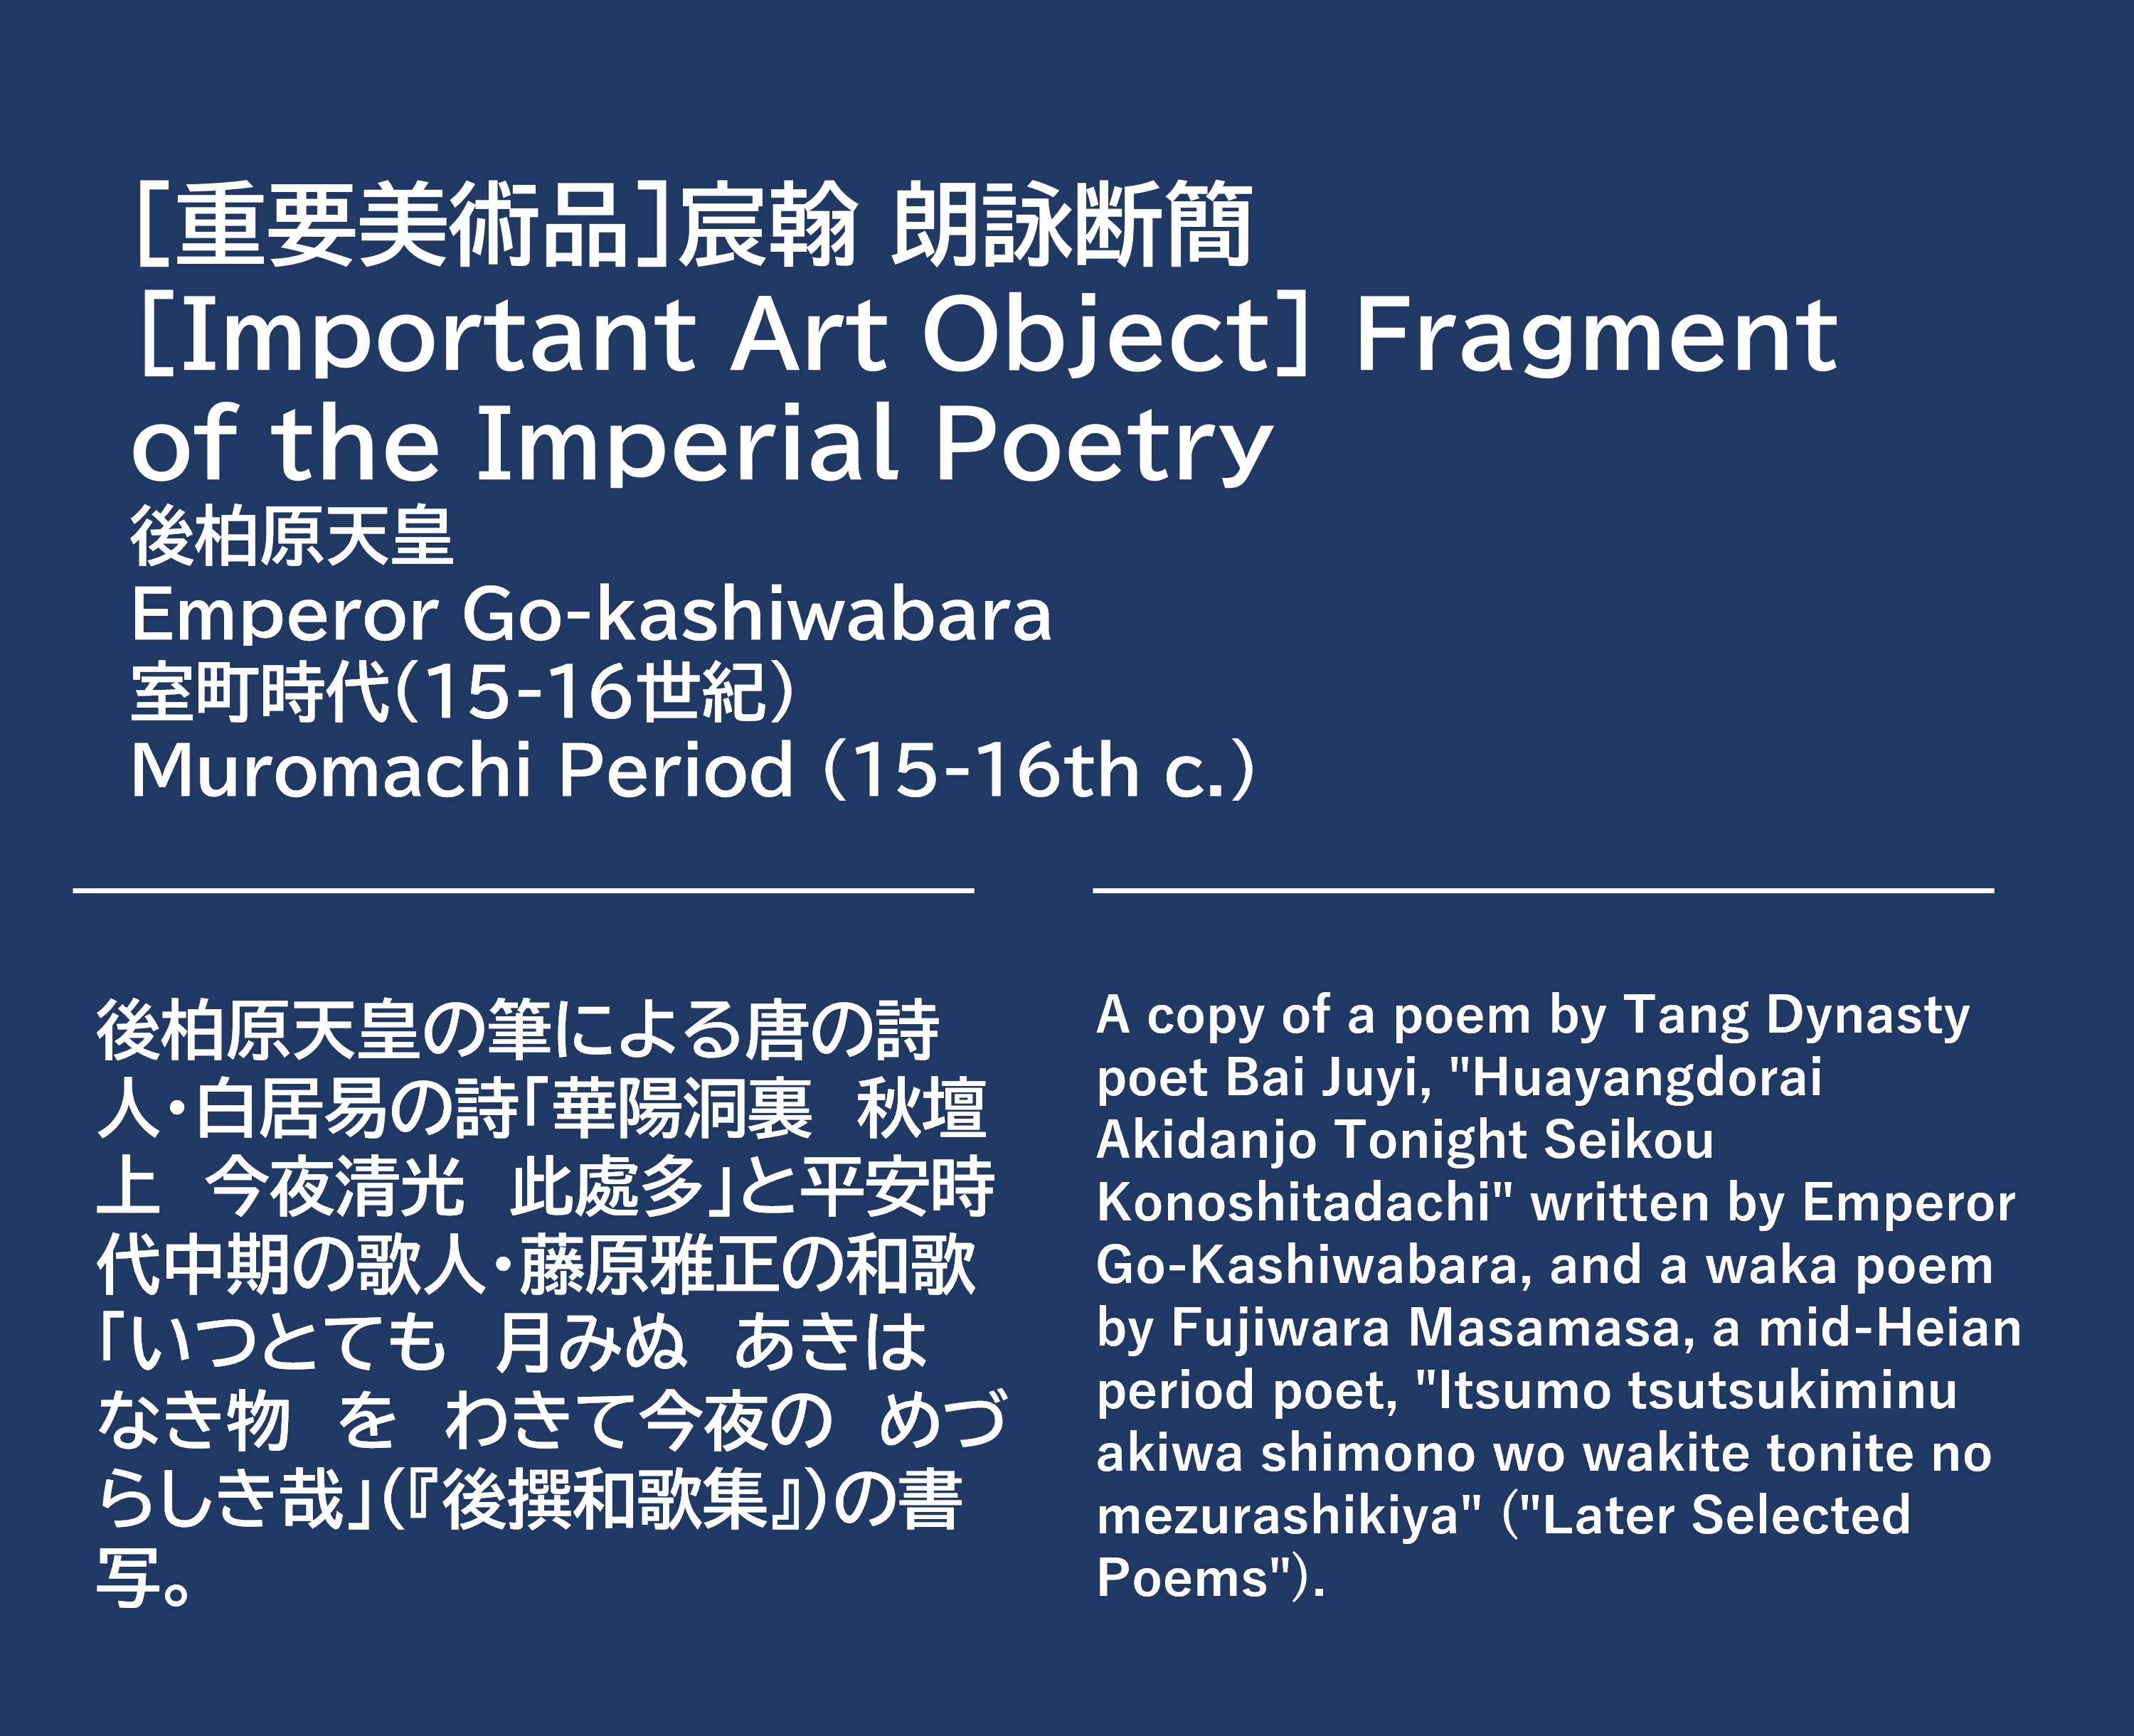 [重要美術品]宸翰 朗詠断簡
[Important Art Object] Fragment
of the Imperial Poetry
後柏原天皇
Emperor Go-kashiwabara
室町時代(15-16世紀)
Muromachi Period (15-16th c.)
後柏原天皇の筆による唐の詩
人・白居易の詩「華陽洞裏　秋壇
上　今夜清光　此處多」と平安時
代中期の歌人・藤原雅正の和歌
「いつとても　月みぬ　あきは
なき物　を　わきて今夜の　めづ
らしき哉」(『後撰和歌集』)の書
写。
A copy of a poem by Tang Dynasty
poet Bai Juyi, "Huayangdorai
Akidanjo Tonight Seikou
Konoshitadachi" written by Emperor
Go-Kashiwabara, and a waka poem
by Fujiwara Masamasa, a mid-Heian
period poet, "Itsumo tsutsukiminu
akiwa shimono wo wakite tonite no
mezurashikiya" ("Later Selected
Poems").